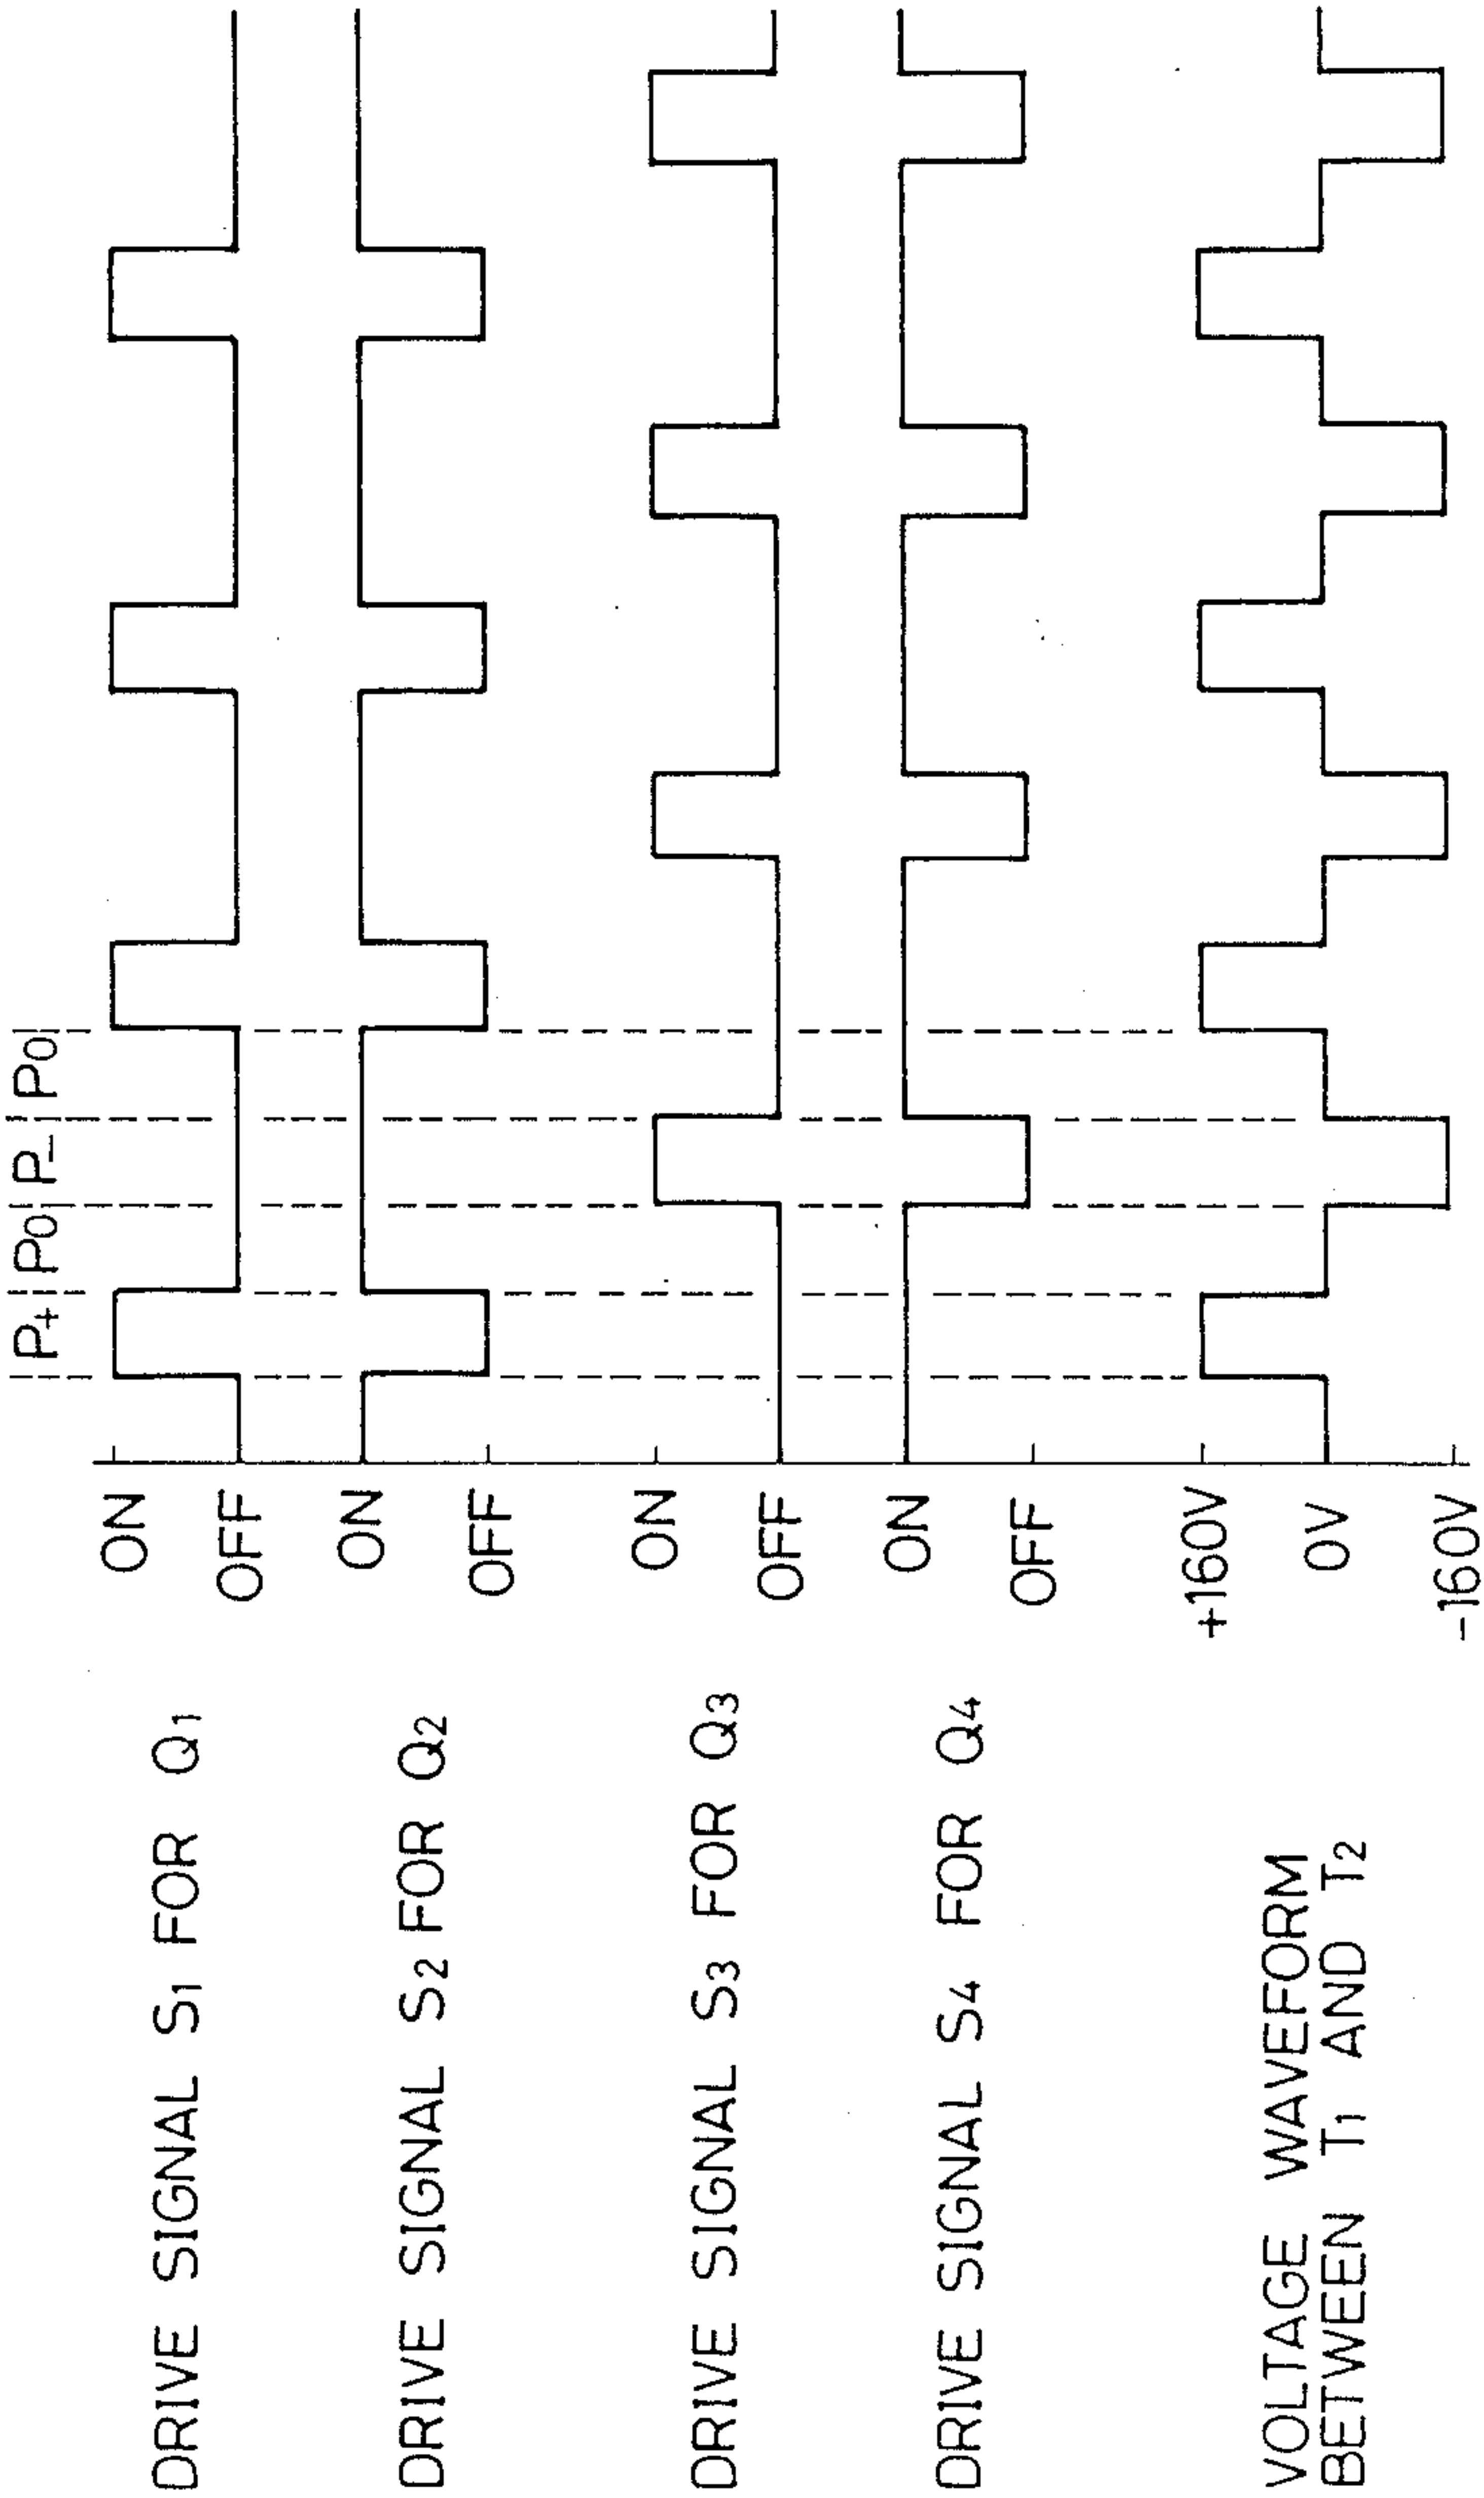 P+ P0 P- P0
DRIVE SIGNAL S1 FOR Q1
ON
OFF
DRIVE SIGNAL S2 FOR Q2
ON
OFF
DRIVE SIGNAL S3 FOR Q3
ON
OFF
DRIVE SIGNAL S4 FOR Q4
ON
OFF
VOLTAGE WAVEFORM
BETWEEN T1 AND T2
+160V
0V
-160V